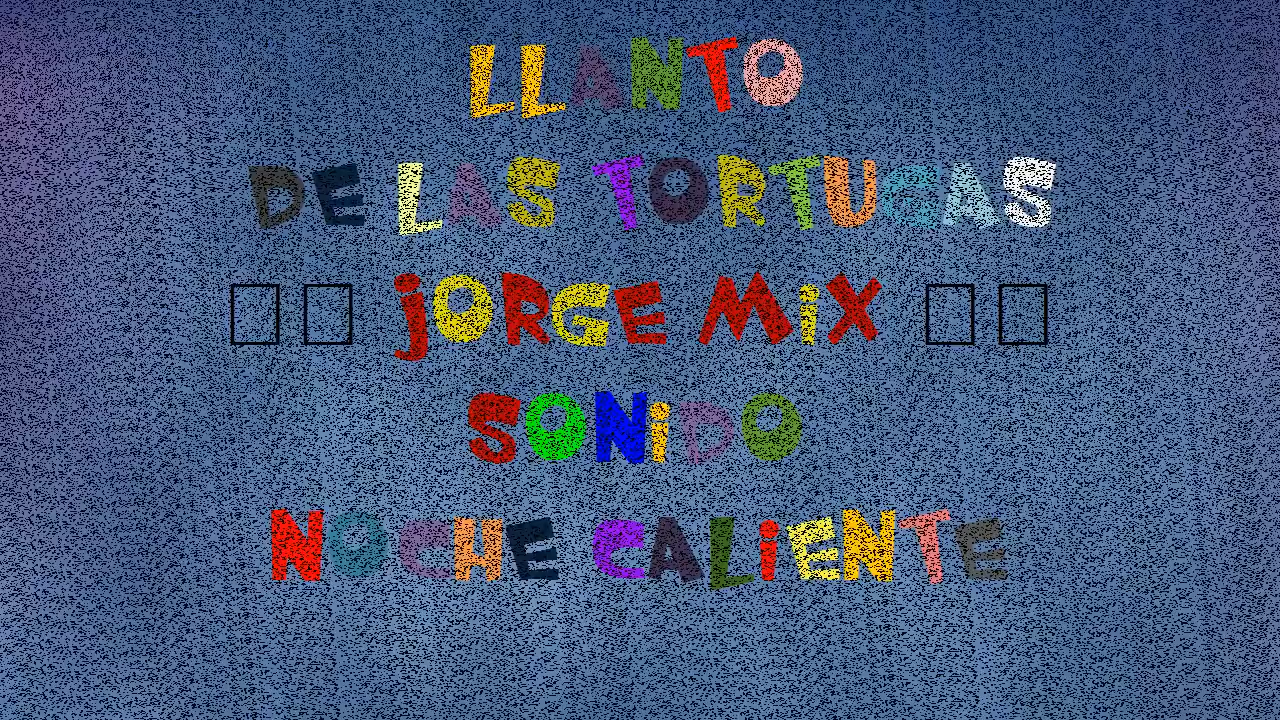 LLANTO
DE LAS TORTUGAS
JORGE MIX
SONIDO
NOCHE CALIENTE